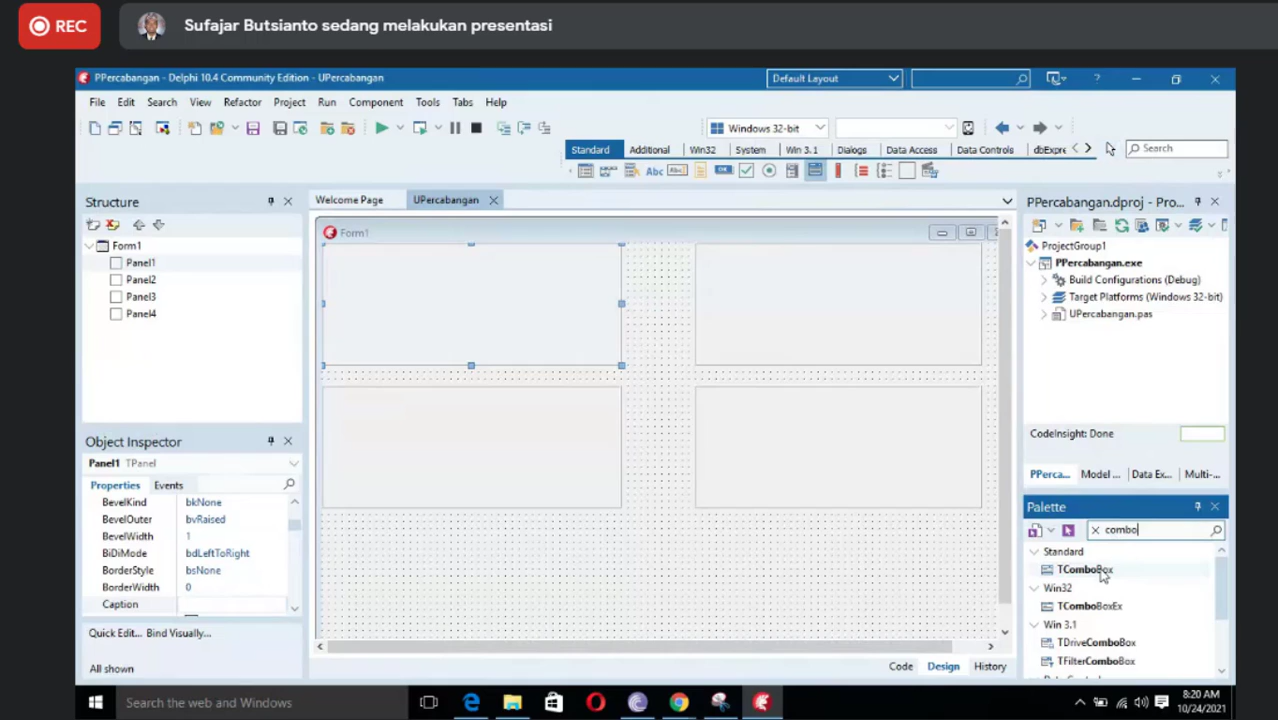 REC
Sufajar Butsianto sedang melakukan presentasi
PPercabangan - Delphi 10.4 Community Edition - UPercabangan
Default Layout
File Edit Search View Refactor Project Run Component Tools Tabs Help
Windows 32-bit
Standard Additional Win32 System Win 3.1 Dialogs Data Access Data Controls dbExpre
Search
Structure
Form1
Panel1
Panel2
Panel3
Panel4
Welcome Page UPercabangan
Form1
PPercabangan.dproj - Pro...
ProjectGroup1
PPercabangan.exe
Build Configurations (Debug)
Target Platforms (Windows 32-bit)
UPercabangan.pas
CodeInsight: Done
PPerca... Model ... Data Ex... Multi-...
Object Inspector
Panel1 TPanel
Properties Events
BevelKind bkNone
BevelOuter bvRaised
BevelWidth 1
BiDiMode bdLeftToRight
BorderStyle bsNone
BorderWidth 0
Caption
Quick Edit... Bind Visually...
All shown
Palette
combo
Standard
TComboBox
Win32
TComboBoxEx
Win 3.1
TDriveComboBox
TFilterComboBox
Code Design History
Search the web and Windows
8:20 AM
10/24/2021